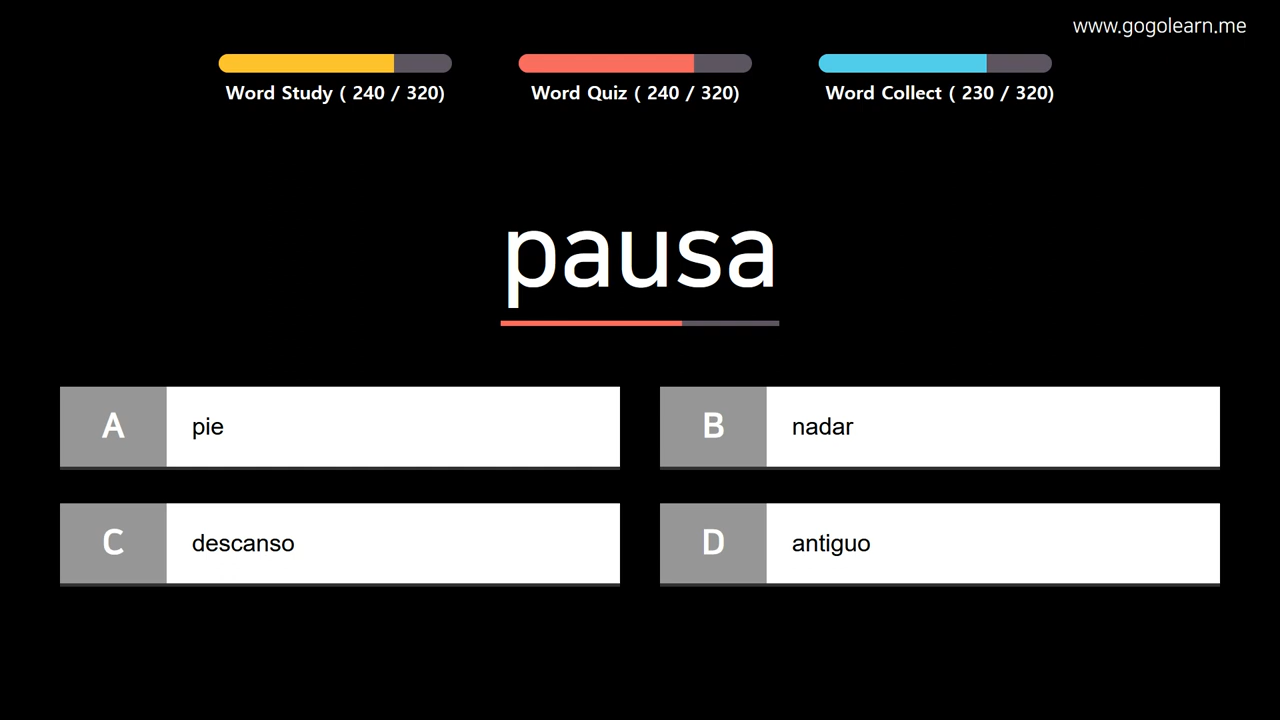 www.gogolearn.me
Word Study ( 240 / 320)
Word Quiz ( 240 / 320)
Word Collect ( 230 / 320)
pausa
A pie
B nadar
C descanso
D antiguo